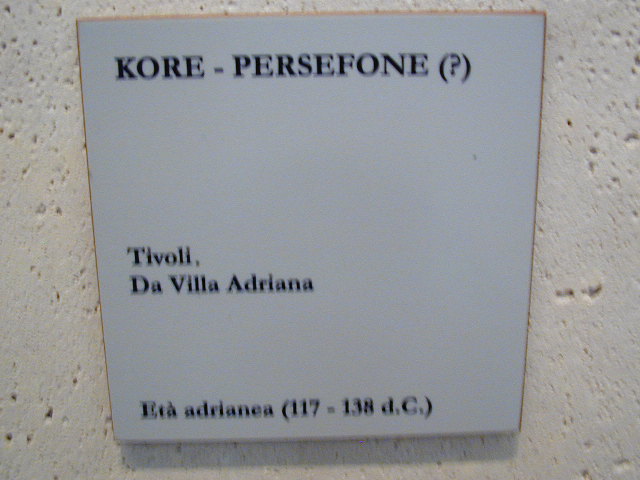 KORE - PERSEFONE (?)
Tivoli,
Da Villa Adriana
Età adrianea (117 - 138 d.C.)